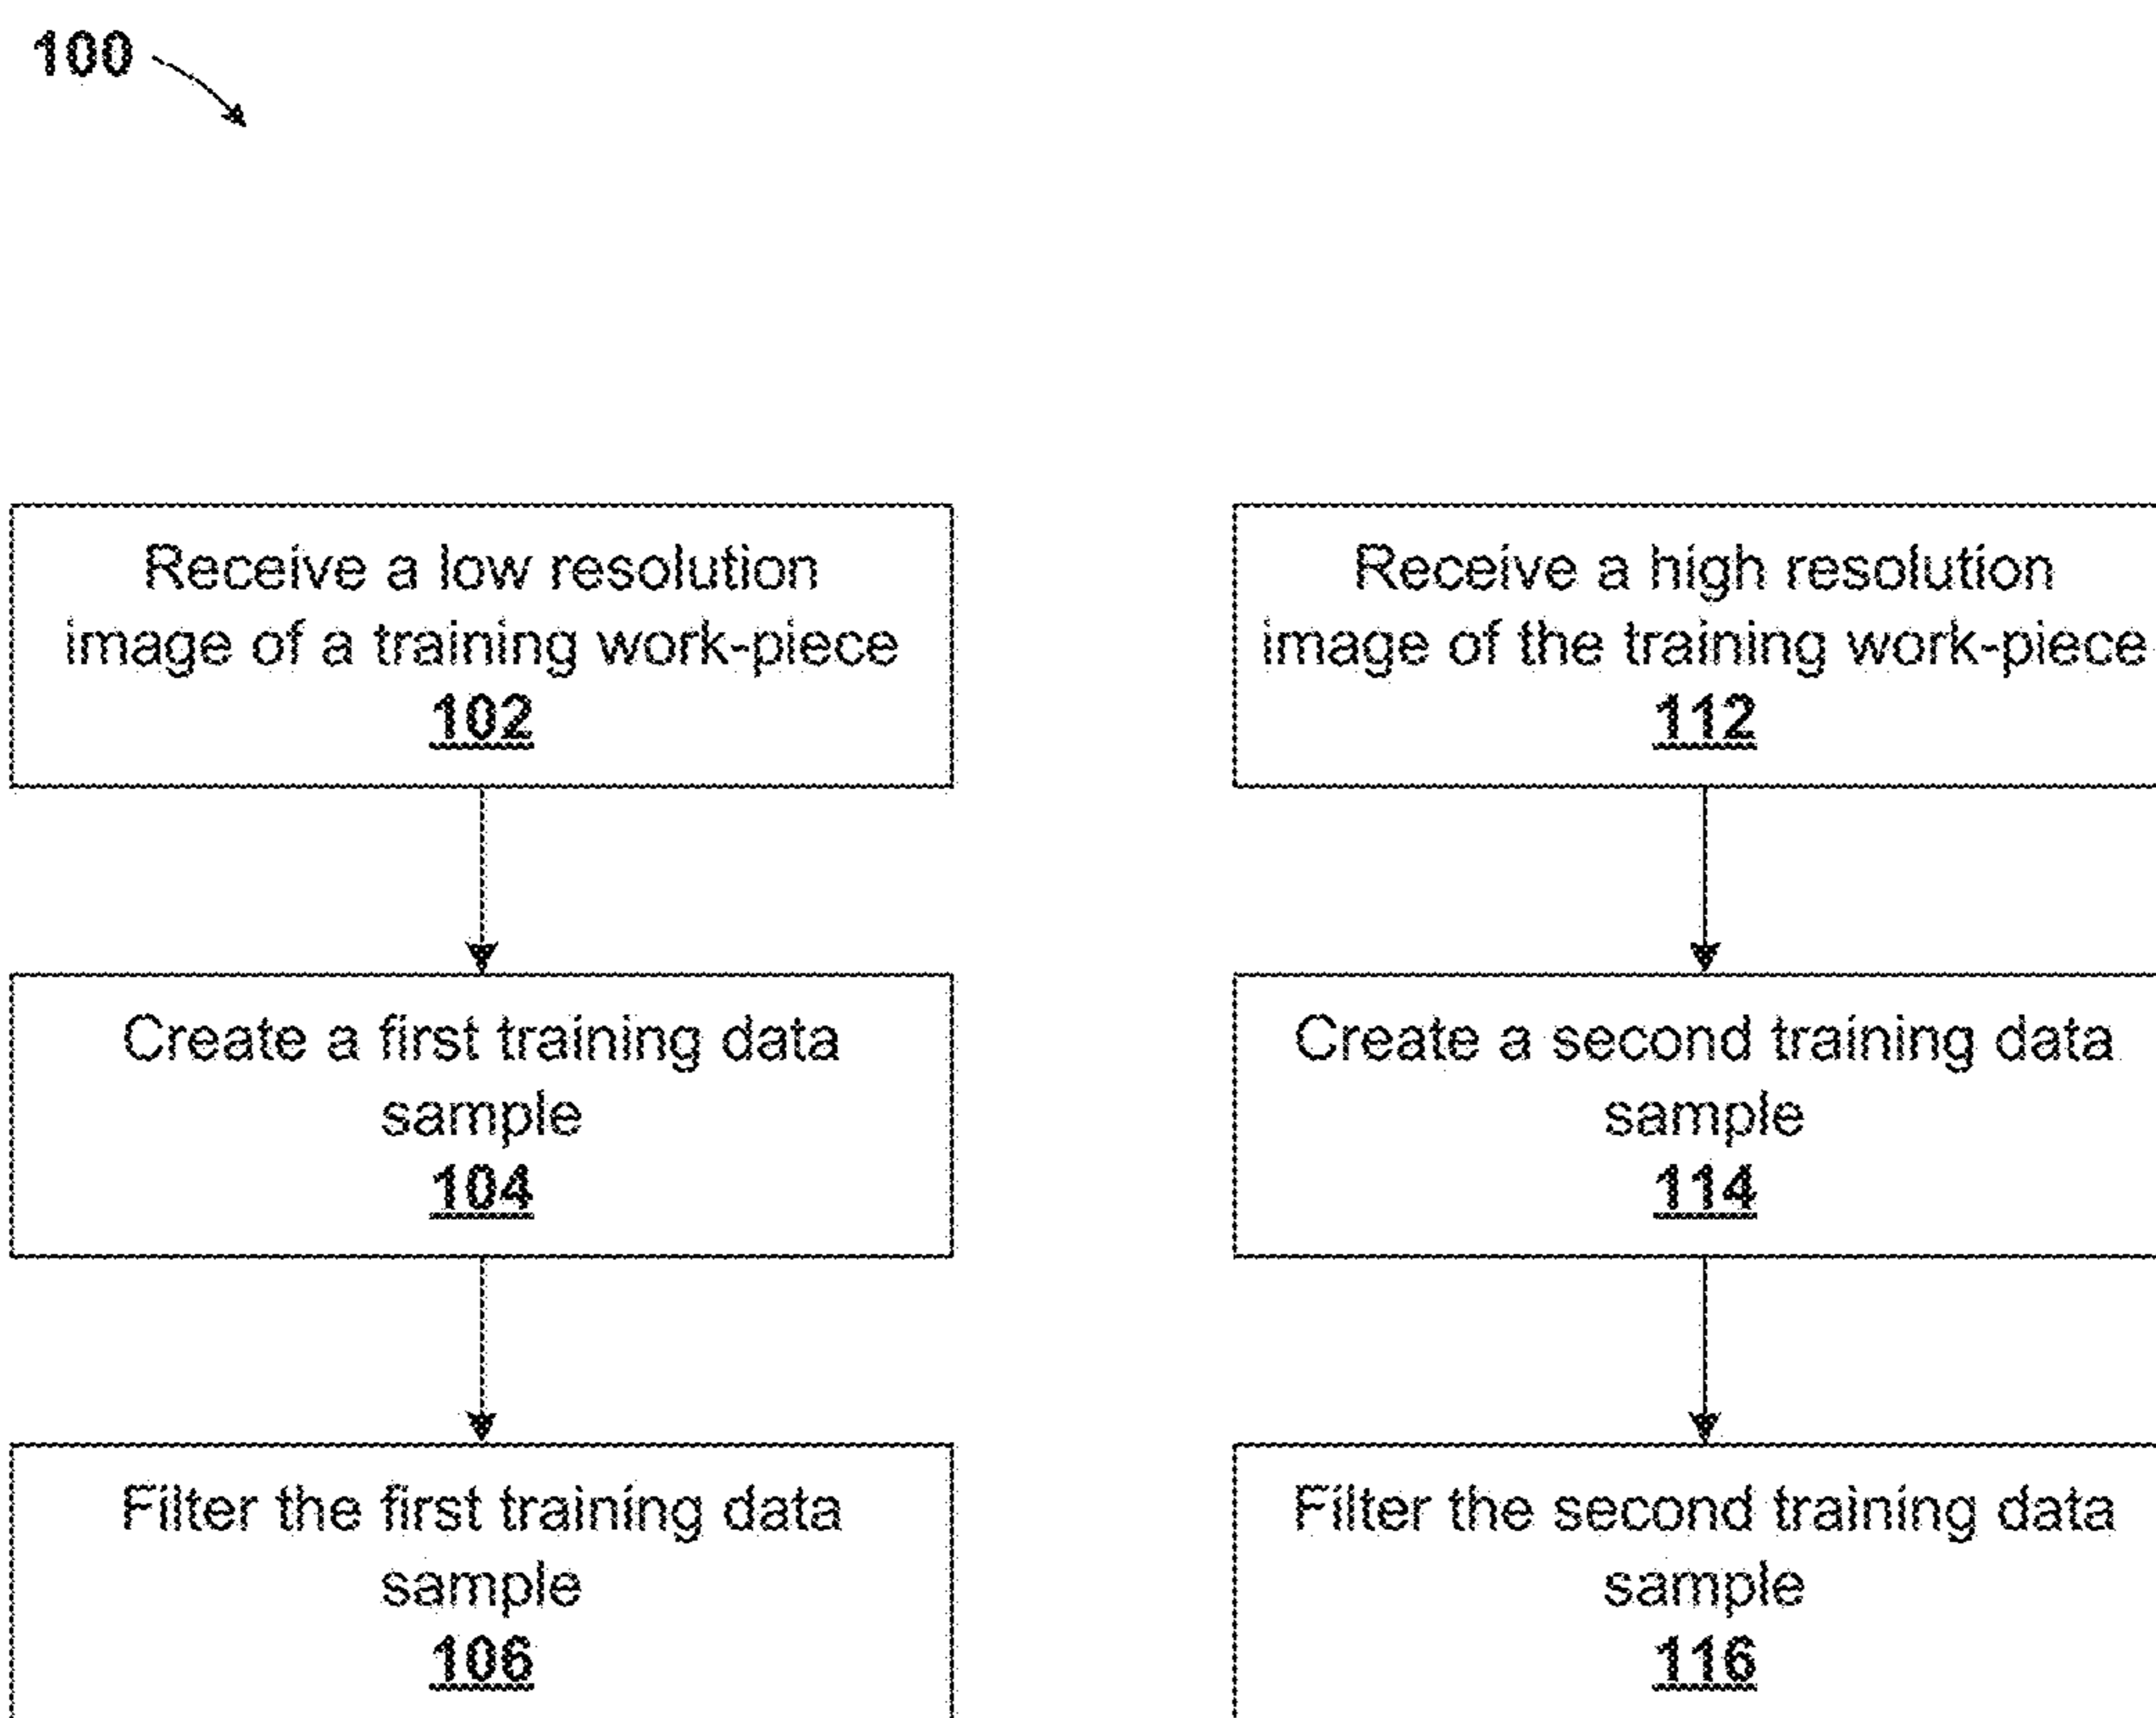 100
Receive a low resolution
image of a training work-piece
102
Receive a high resolution
image of the training work-piece
112
Create a first training data
sample
104
Create a second training data
sample
114
Filter the first training data
sample
106
Filter the second training data
sample
116